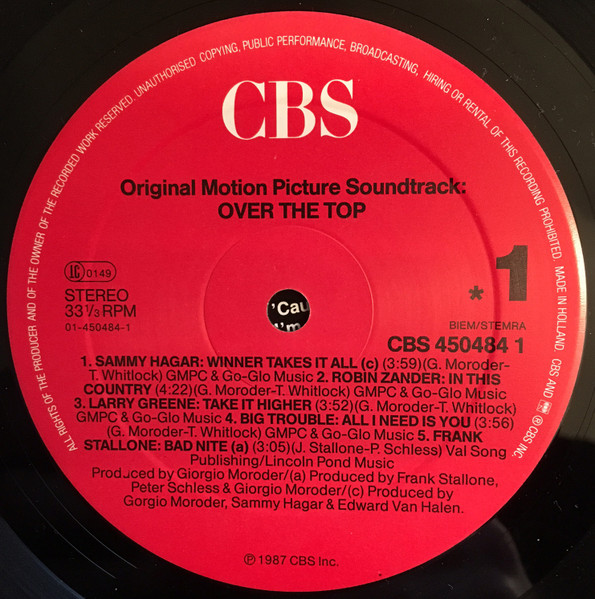 ALL RIGHTS OF THE PRODUCER AND OF THE OWNER OF THE RECORDED WORK RESERVED. UNAUTHORISED COPYING, PUBLIC PERFORMANCE, BROADCASTING, HIRING OR RENTAL OF THIS RECORDING PROHIBITED. MADE IN HOLLAND. CBS AND ® CBS INC.
CBS
Original Motion Picture Soundtrack:
OVER THE TOP
1C 0149
STEREO
33 1/3 RPM
01-450484-1
'Cau
* 1
BIEM/STEMRA
CBS 450484 1
1. SAMMY HAGAR: WINNER TAKES IT ALL (c) (3:59)(G. Moroder-
T. Whitlock) GMPC & Go-Glo Music 2. ROBIN ZANDER: IN THIS
COUNTRY (4:22)(G. Moroder-T. Whitlock) GMPC & Go-Glo Music
3. LARRY GREENE: TAKE IT HIGHER (3:52)(G. Moroder-T. Whitlock)
GMPC & Go-Glo Music 4. BIG TROUBLE: ALL I NEED IS YOU (3:56)
(G. Moroder-T. Whitlock) GMPC & Go-Glo Music 5. FRANK
STALLONE: BAD NITE (a) (3:05)(J. Stallone-P. Schless) Val Song
Publishing/Lincoln Pond Music
Produced by Giorgio Moroder/(a) Produced by Frank Stallone,
Peter Schless & Giorgio Moroder/(c) Produced by
Gorgio Moroder, Sammy Hagar & Edward Van Halen.
℗ 1987 CBS Inc.